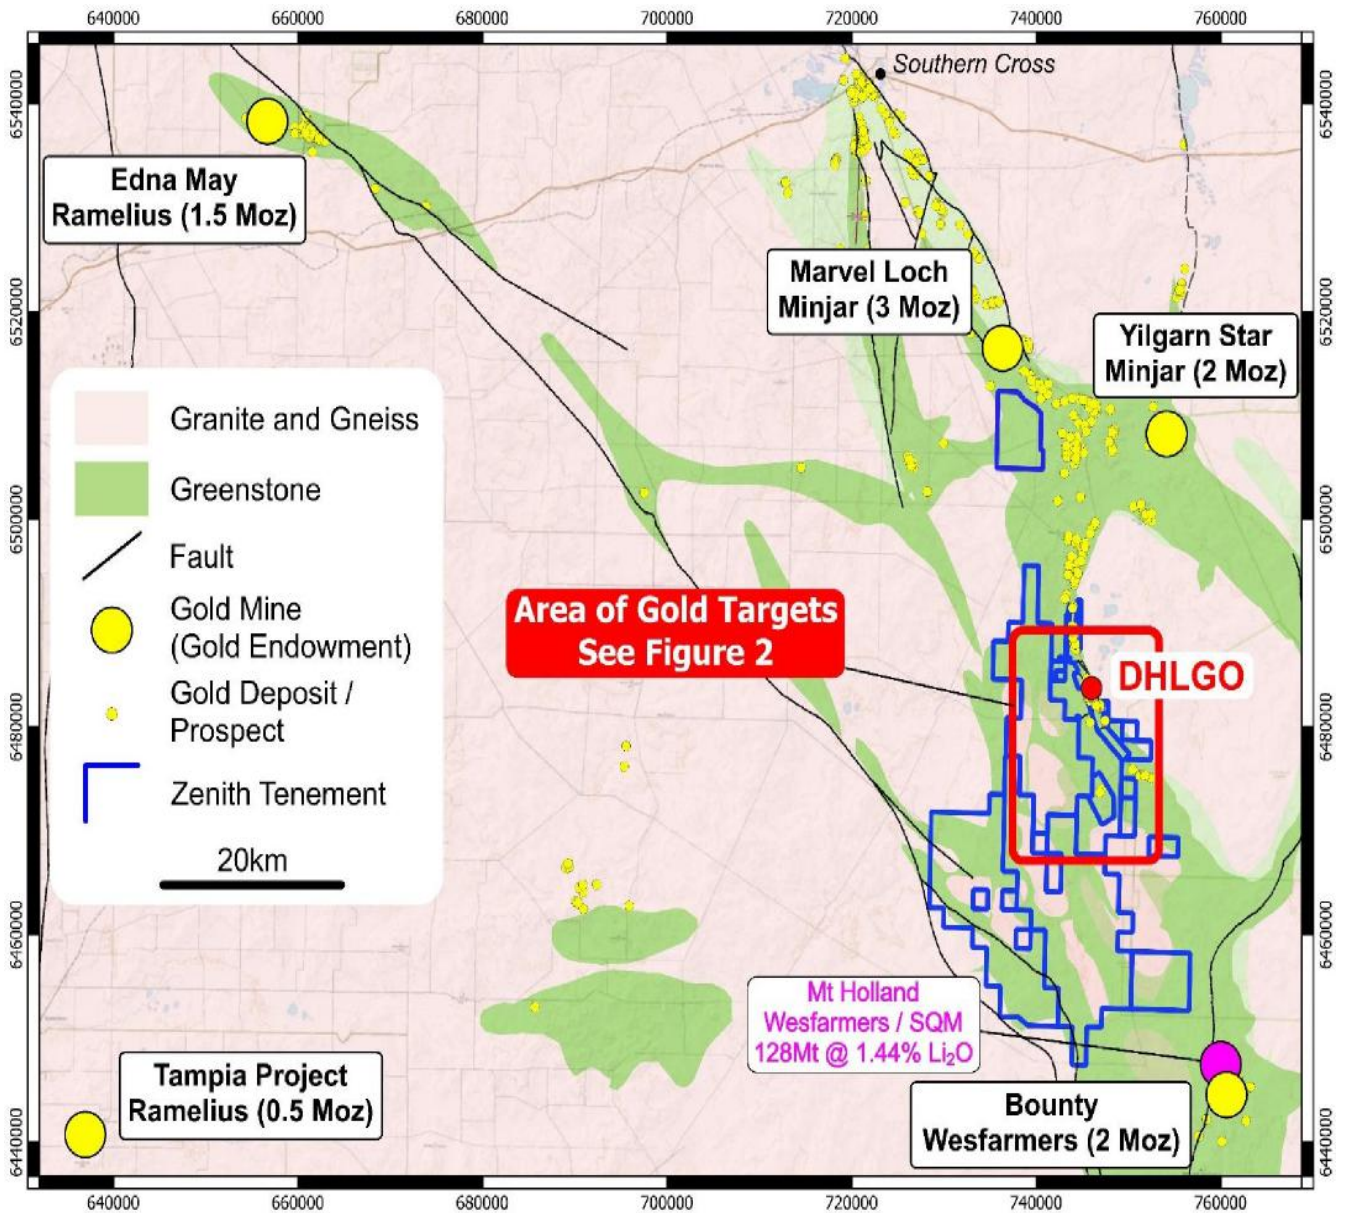 640000
660000
680000
700000
720000
740000
760000
6540000
6520000
6500000
6480000
6460000
6440000
6540000
6520000
6500000
6480000
6460000
6440000
Southern Cross
Edna May
Ramelius (1.5 Moz)
Marvel Loch
Minjar (3 Moz)
Yilgarn Star
Minjar (2 Moz)
Granite and Gneiss
Greenstone
Fault
Gold Mine
(Gold Endowment)
Gold Deposit /
Prospect
Zenith Tenement
20km
Area of Gold Targets
See Figure 2
DHLGO
Mt Holland
Wesfarmers / SQM
128Mt @ 1.44% Li₂O
Tampia Project
Ramelius (0.5 Moz)
Bounty
Wesfarmers (2 Moz)
640000
660000
680000
700000
720000
740000
760000